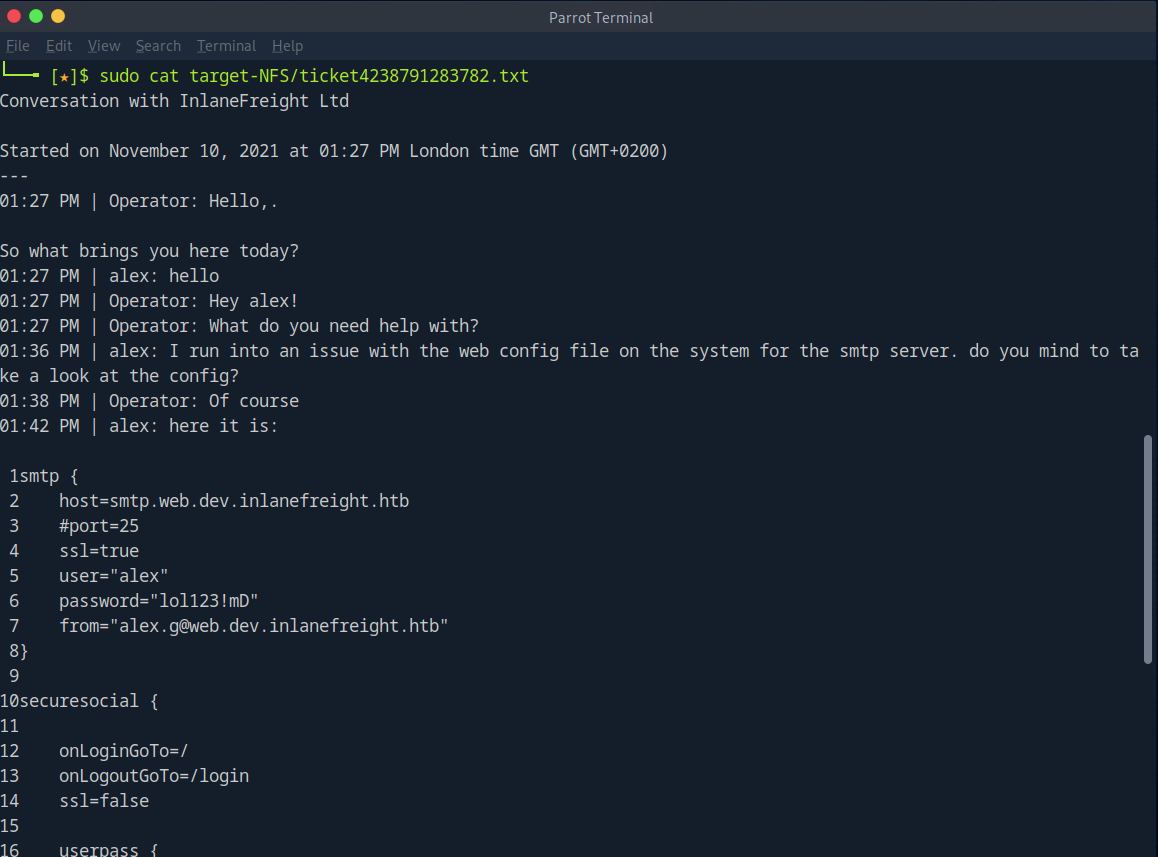 Parrot Terminal
File Edit View Search Terminal Help
[★]$ sudo cat target-NFS/ticket4238791283782.txt
Conversation with InlaneFreight Ltd
Started on November 10, 2021 at 01:27 PM London time GMT (GMT+0200)
---
01:27 PM | Operator: Hello,.
So what brings you here today?
01:27 PM | alex: hello
01:27 PM | Operator: Hey alex!
01:27 PM | Operator: What do you need help with?
01:36 PM | alex: I run into an issue with the web config file on the system for the smtp server. do you mind to ta
ke a look at the config?
01:38 PM | Operator: Of course
01:42 PM | alex: here it is:
1smtp {
2    host=smtp.web.dev.inlanefreight.htb
3    #port=25
4    ssl=true
5    user="alex"
6    password="lol123!mD"
7    from="alex.g@web.dev.inlanefreight.htb"
8}
9
10securesocial {
11
12    onLoginGoTo=/
13    onLogoutGoTo=/login
14    ssl=false
15
16    userpass {